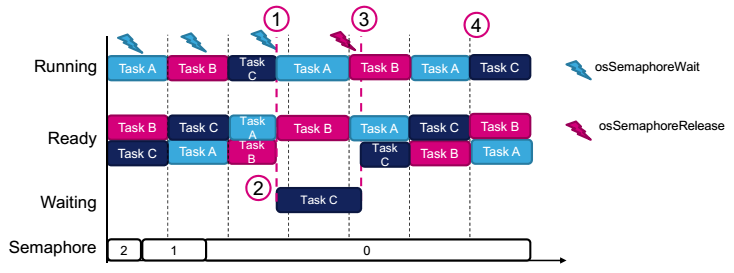 1 3 4
Running Task A Task B Task C Task A Task B Task A Task C
osSemaphoreWait
Ready Task B Task C Task A Task B Task A Task C Task B
osSemaphoreRelease
Task C Task A Task B Task C Task B Task A
2
Waiting Task C
Semaphore 2 1 0